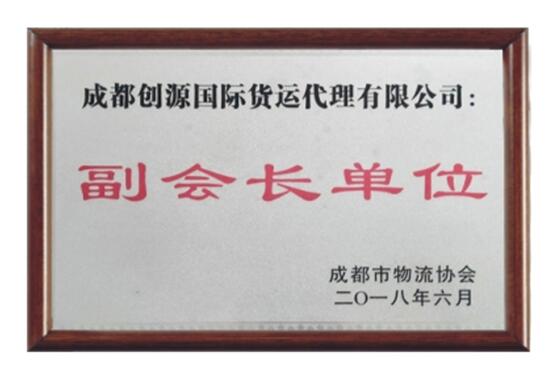 成都创源国际货运代理有限公司：
副会长单位
成都市物流协会
二〇一八年六月